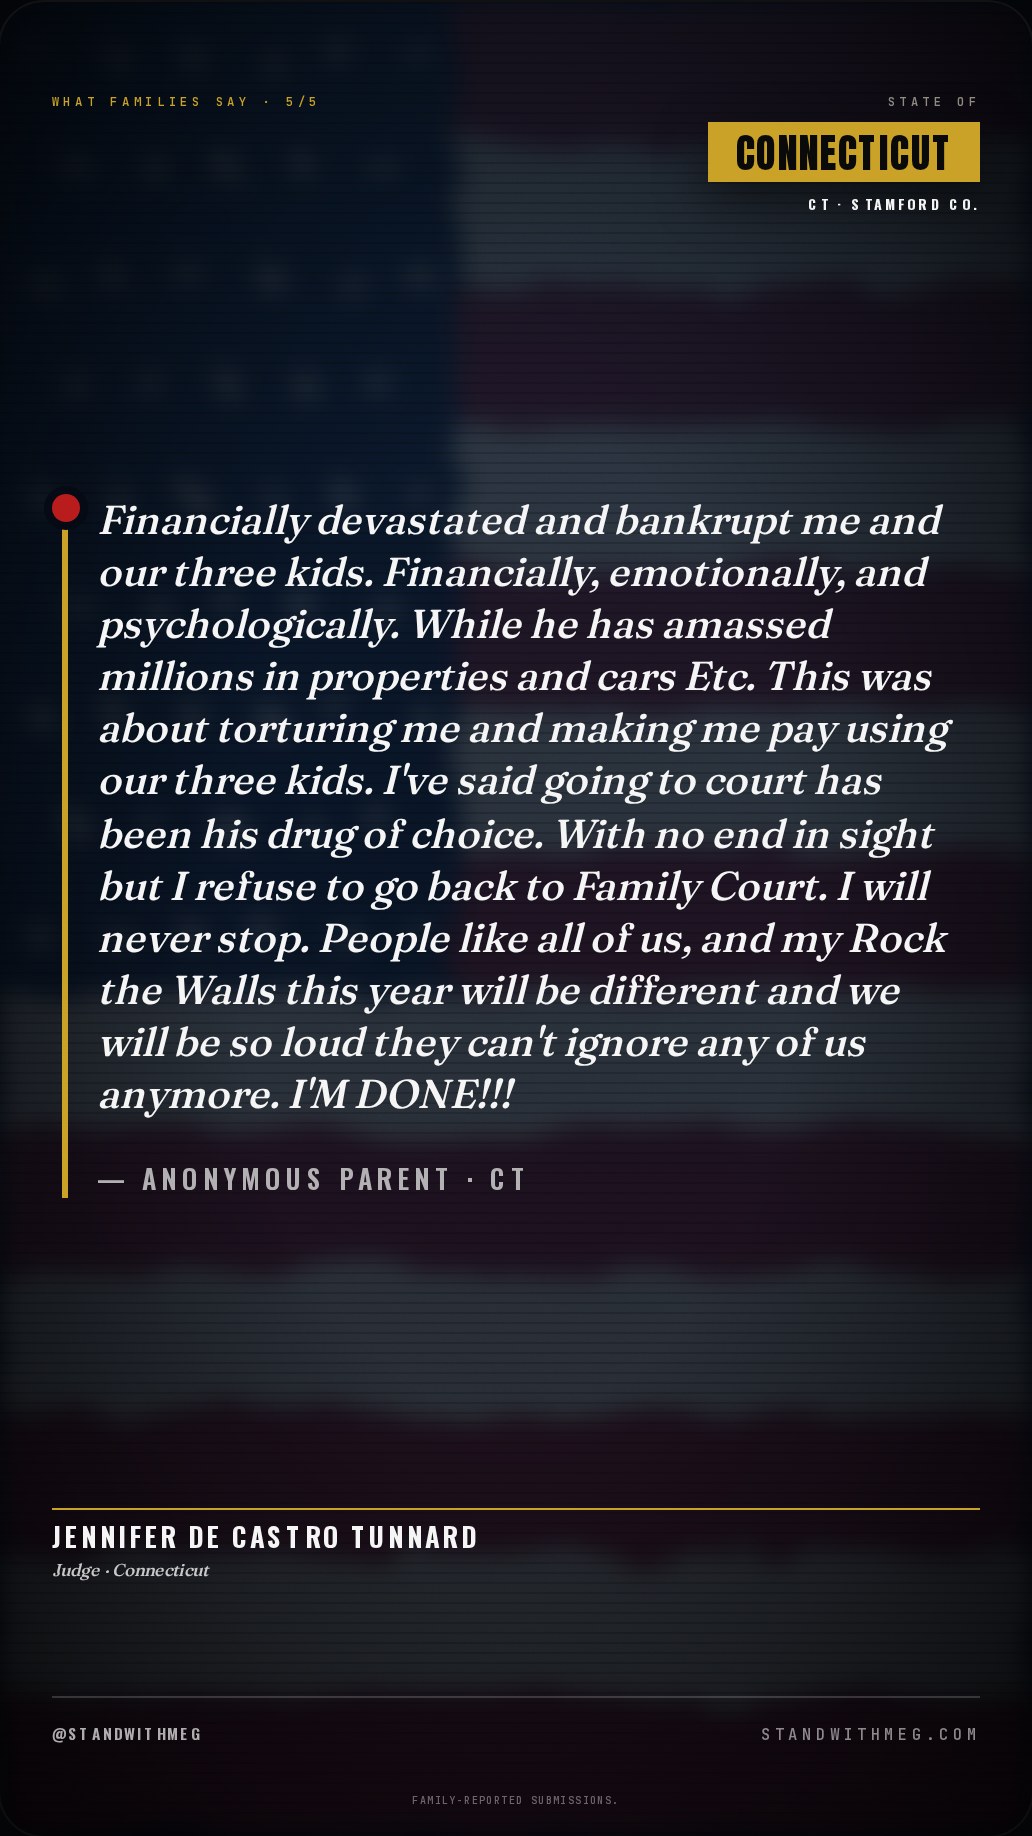 WHAT FAMILIES SAY · 5/5
STATE OF
CONNECTICUT
CT · STAMFORD CO.
Financially devastated and bankrupt me and
our three kids. Financially, emotionally, and
psychologically. While he has amassed
millions in properties and cars Etc. This was
about torturing me and making me pay using
our three kids. I've said going to court has
been his drug of choice. With no end in sight
but I refuse to go back to Family Court. I will
never stop. People like all of us, and my Rock
the Walls this year will be different and we
will be so loud they can't ignore any of us
anymore. I'M DONE!!!
— ANONYMOUS PARENT · CT
JENNIFER DE CASTRO TUNNARD
Judge · Connecticut
@STANDWITHMEG
STANDWITHMEG.COM
FAMILY-REPORTED SUBMISSIONS.